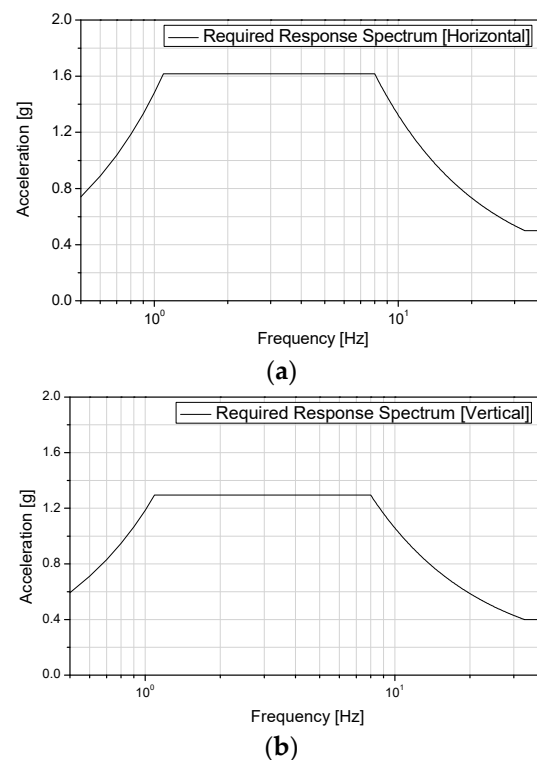 2.0
Required Response Spectrum [Horizontal]
1.6
1.2
0.8
0.4
0.0
Acceleration [g]
10⁰
10¹
Frequency [Hz]
(a)
2.0
Required Response Spectrum [Vertical]
1.6
1.2
0.8
0.4
0.0
Acceleration [g]
10⁰
10¹
Frequency [Hz]
(b)